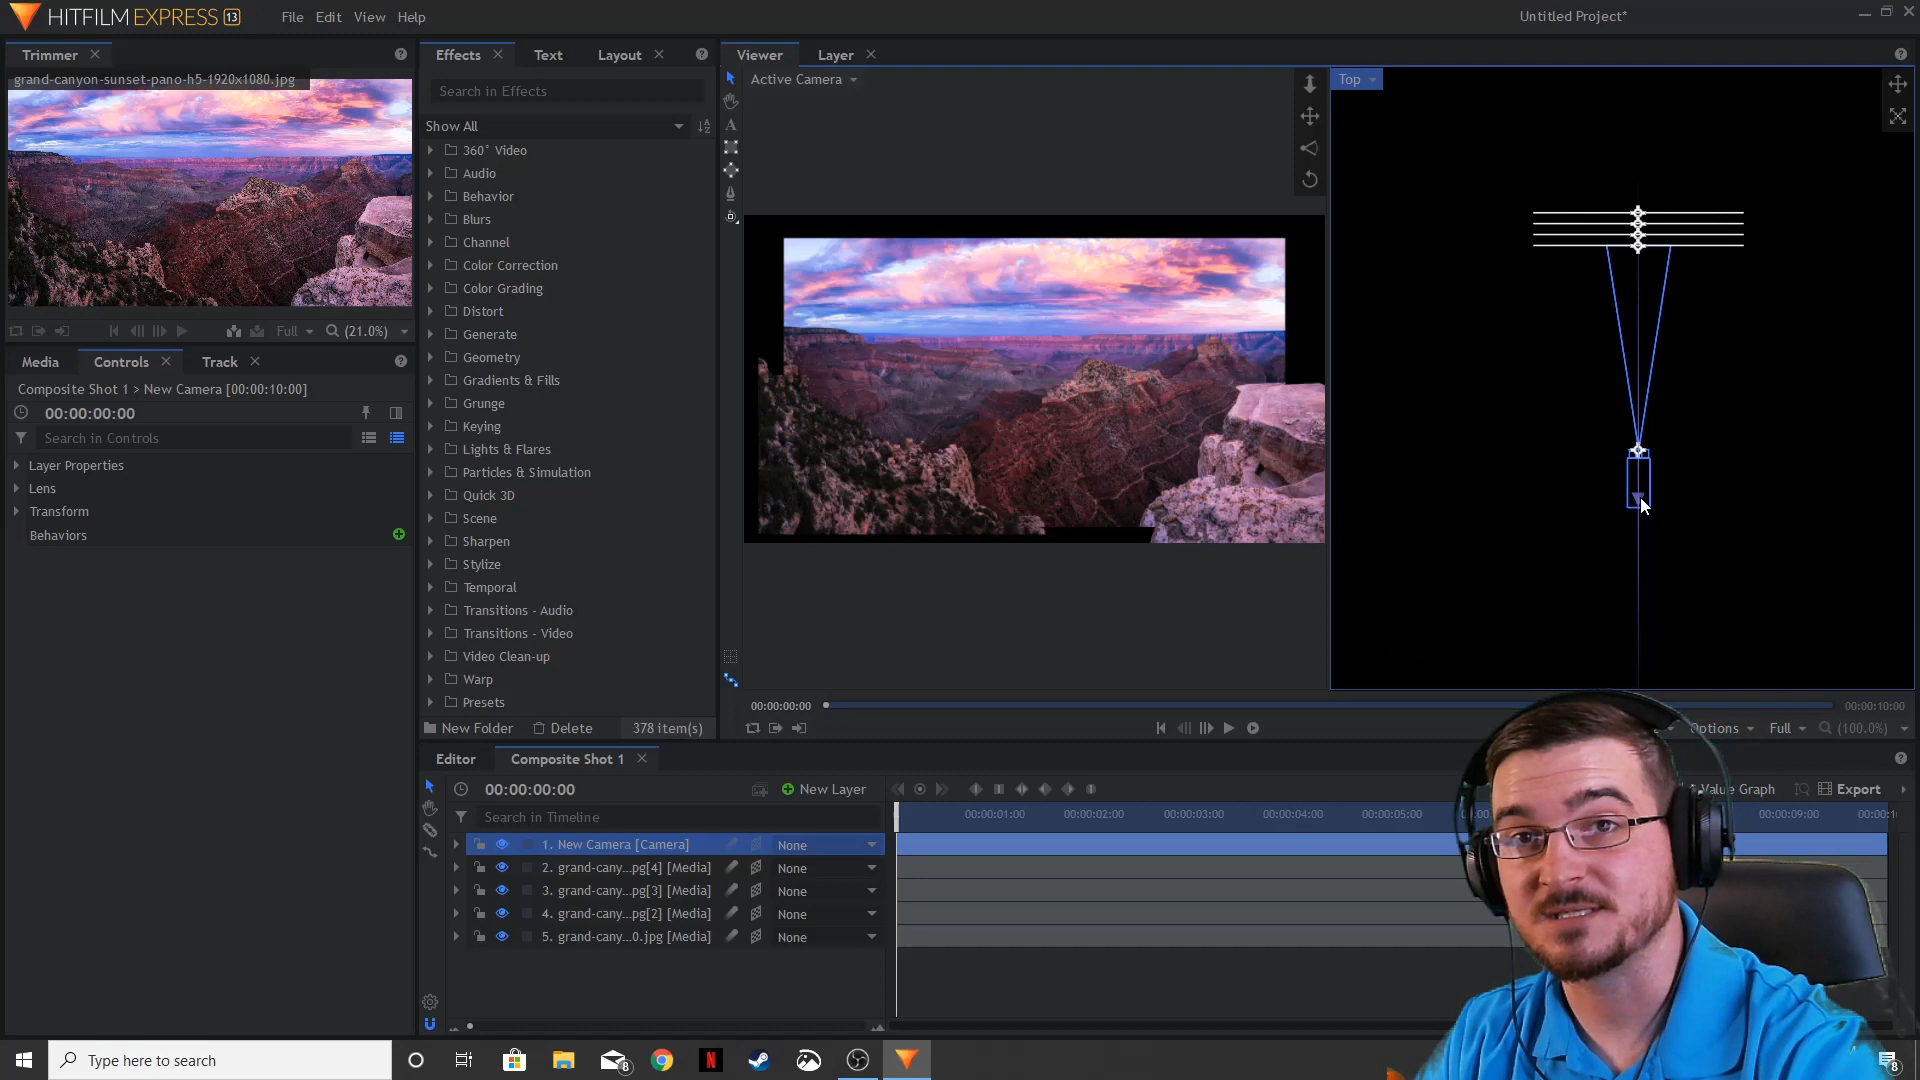 HITFILM EXPRESS 13
File Edit View Help
Untitled Project*
Trimmer
Effects Text Layout
Viewer Layer
grand-canyon-sunset-pano-h5-1920x1080.jpg
Search in Effects
Active Camera
Top
Show All
360° Video
Audio
Behavior
Blurs
Channel
Color Correction
Color Grading
Distort
Generate
Geometry
Gradients & Fills
Grunge
Keying
Lights & Flares
Particles & Simulation
Quick 3D
Scene
Sharpen
Stylize
Temporal
Transitions - Audio
Transitions - Video
Video Clean-up
Warp
Presets
New Folder Delete 378 item(s)
Full (21.0%)
Media Controls Track
Composite Shot 1 > New Camera [00:00:10:00]
00:00:00:00
Search in Controls
Layer Properties
Lens
Transform
Behaviors
00:00:00:00
00:00:10:00
Options Full (100.0%)
Editor Composite Shot 1
00:00:00:00
New Layer
Value Graph
Export
Search in Timeline
00:00:01:00 00:00:02:00 00:00:03:00 00:00:04:00 00:00:05:00 00:00:09:00
1. New Camera [Camera] None
2. grand-cany...pg[4] [Media] None
3. grand-cany...pg[3] [Media] None
4. grand-cany...pg[2] [Media] None
5. grand-cany...0.jpg [Media] None
Type here to search
8
N
8